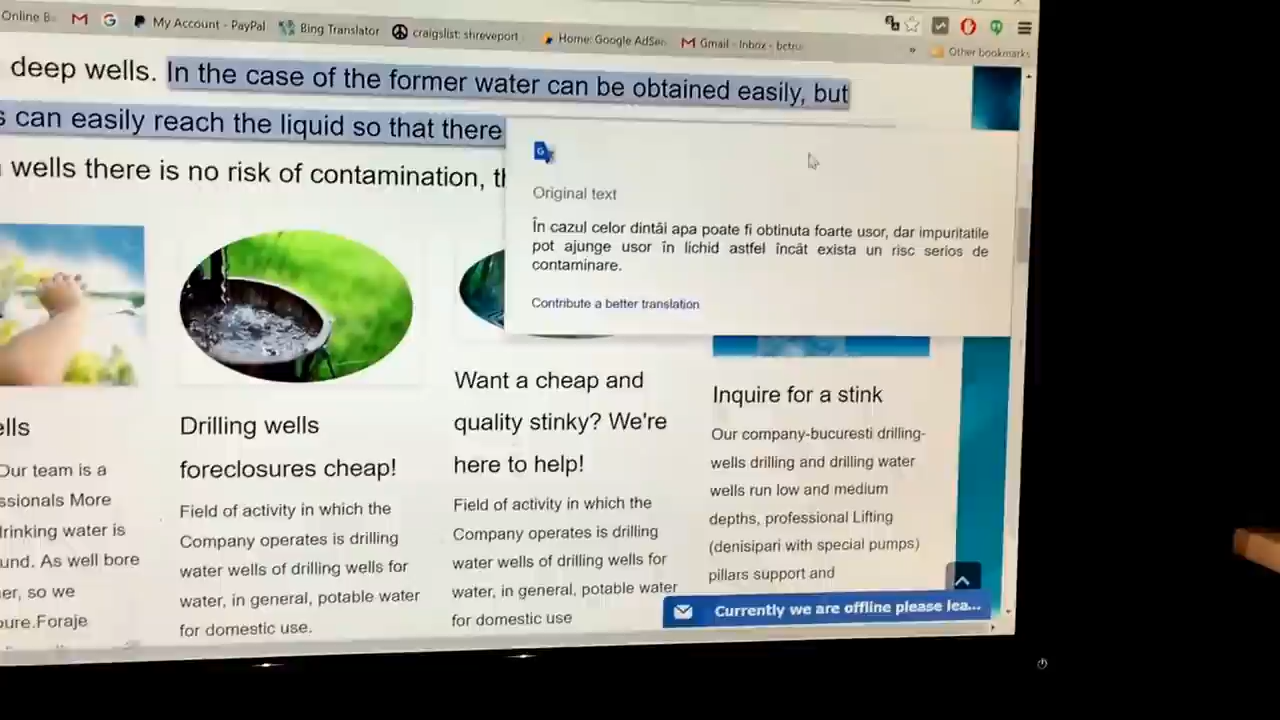 Online B
My Account - PayPal
Bing Translator
craigslist: shreveport
Home: Google AdSen
Gmail - Inbox - bctru
»
Other bookmarks
deep wells. In the case of the former water can be obtained easily, but
s can easily reach the liquid so that there
wells there is no risk of contamination, th
Original text
În cazul celor dintâi apa poate fi obtinuta foarte usor, dar impuritatile
pot ajunge usor în lichid astfel încât exista un risc serios de
contaminare.
Contribute a better translation
ells
Our team is a
ssionals More
drinking water is
und. As well bore
er, so we
oure.Foraje
Drilling wells
foreclosures cheap!
Field of activity in which the
Company operates is drilling
water wells of drilling wells for
water, in general, potable water
for domestic use.
Want a cheap and
quality stinky? We're
here to help!
Field of activity in which the
Company operates is drilling
water wells of drilling wells for
water, in general, potable water
for domestic use
Inquire for a stink
Our company-bucuresti drilling-
wells drilling and drilling water
wells run low and medium
depths, professional Lifting
(denisipari with special pumps)
pillars support and
Currently we are offline please lea...